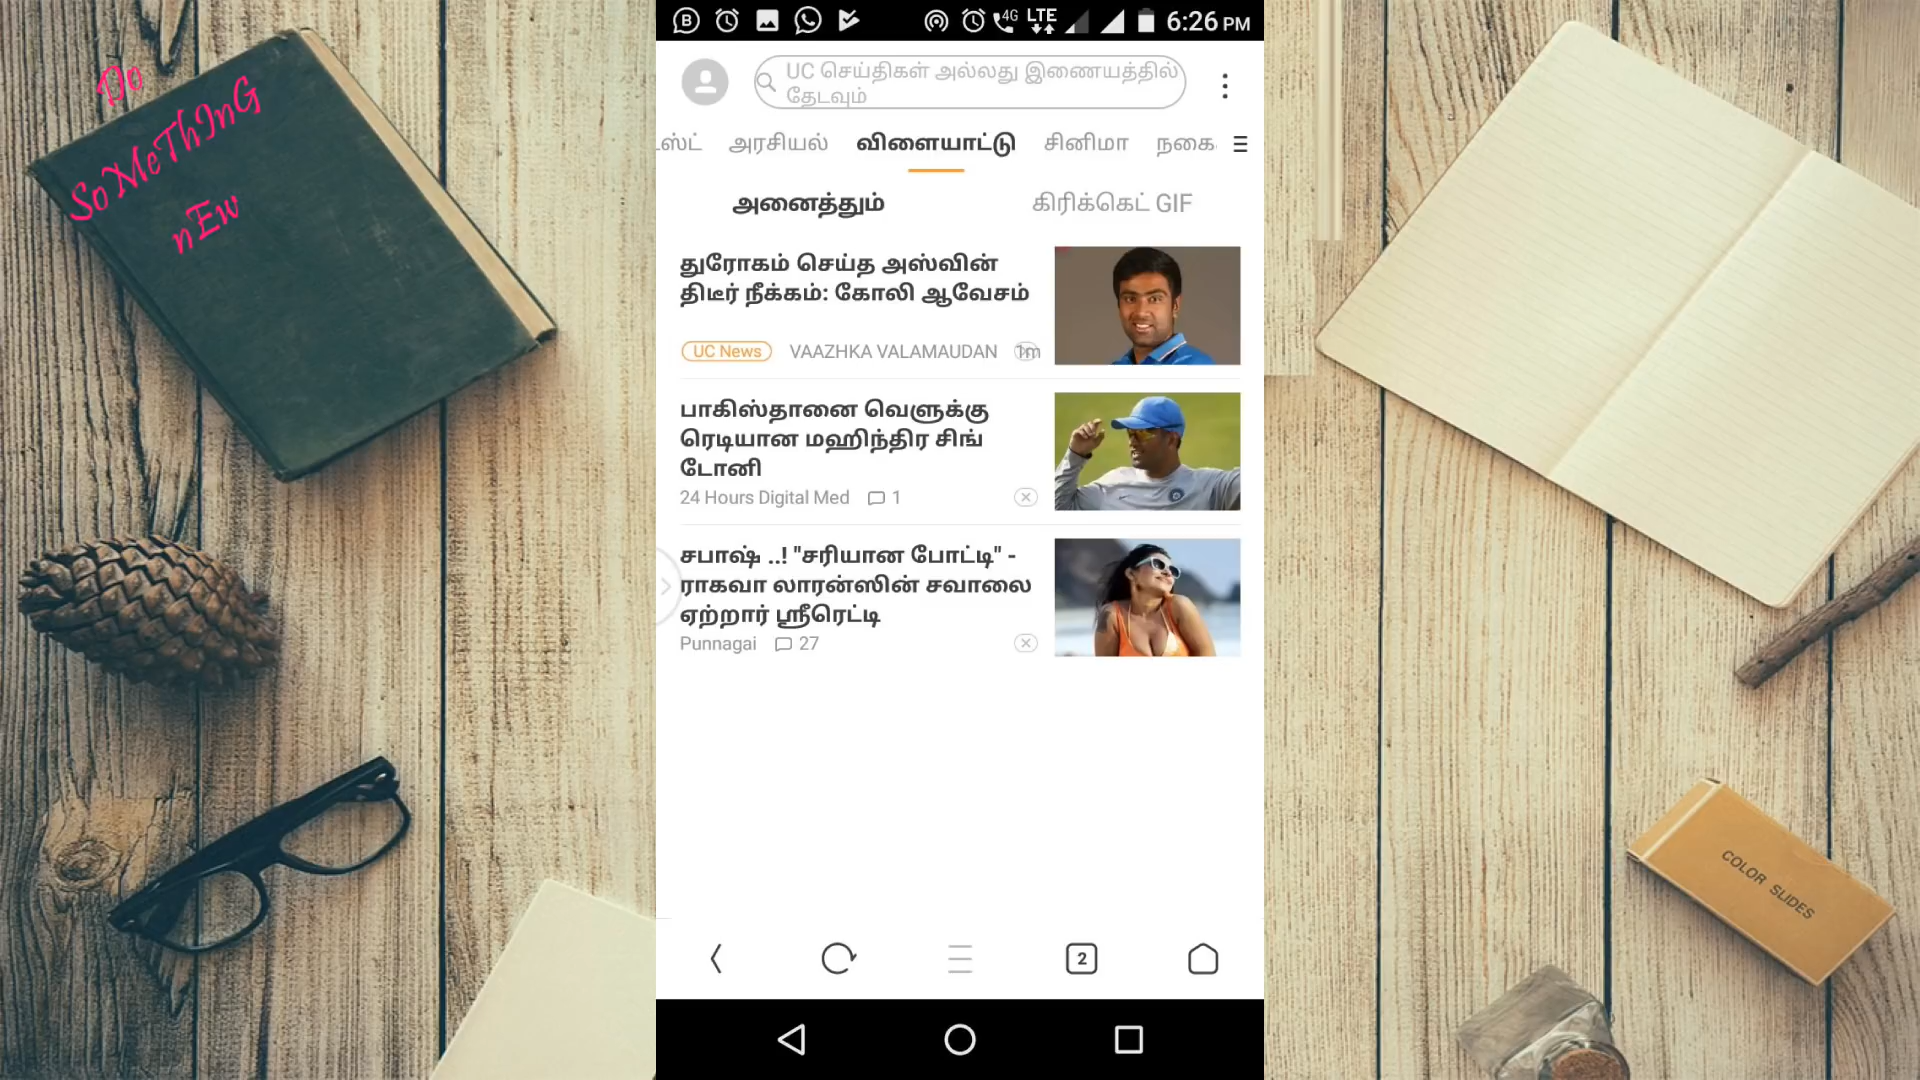 Do
SoMeThInG
nEw
B 4G LTE 6:26 PM
UC செய்திகள் அல்லது இணையத்தில்
தேடவும்
அரசியல் விளையாட்டு சினிமா
அனைத்தும் கிரிக்கெட் GIF
துரோகம் செய்த அஸ்வின்
திடீர் நீக்கம்: கோலி ஆவேசம்
UC News VAAZHKA VALAMAUDAN 1m
பாகிஸ்தானை வெளுக்கு
ரெடியான மஹிந்திர சிங்
டோனி
24 Hours Digital Med 1
சபாஷ் ..! "சரியான போட்டி" -
ராகவா லாரன்ஸின் சவாலை
ஏற்றார் ஸ்ரீரெட்டி
Punnagai 27
2
COLOR SLIDES